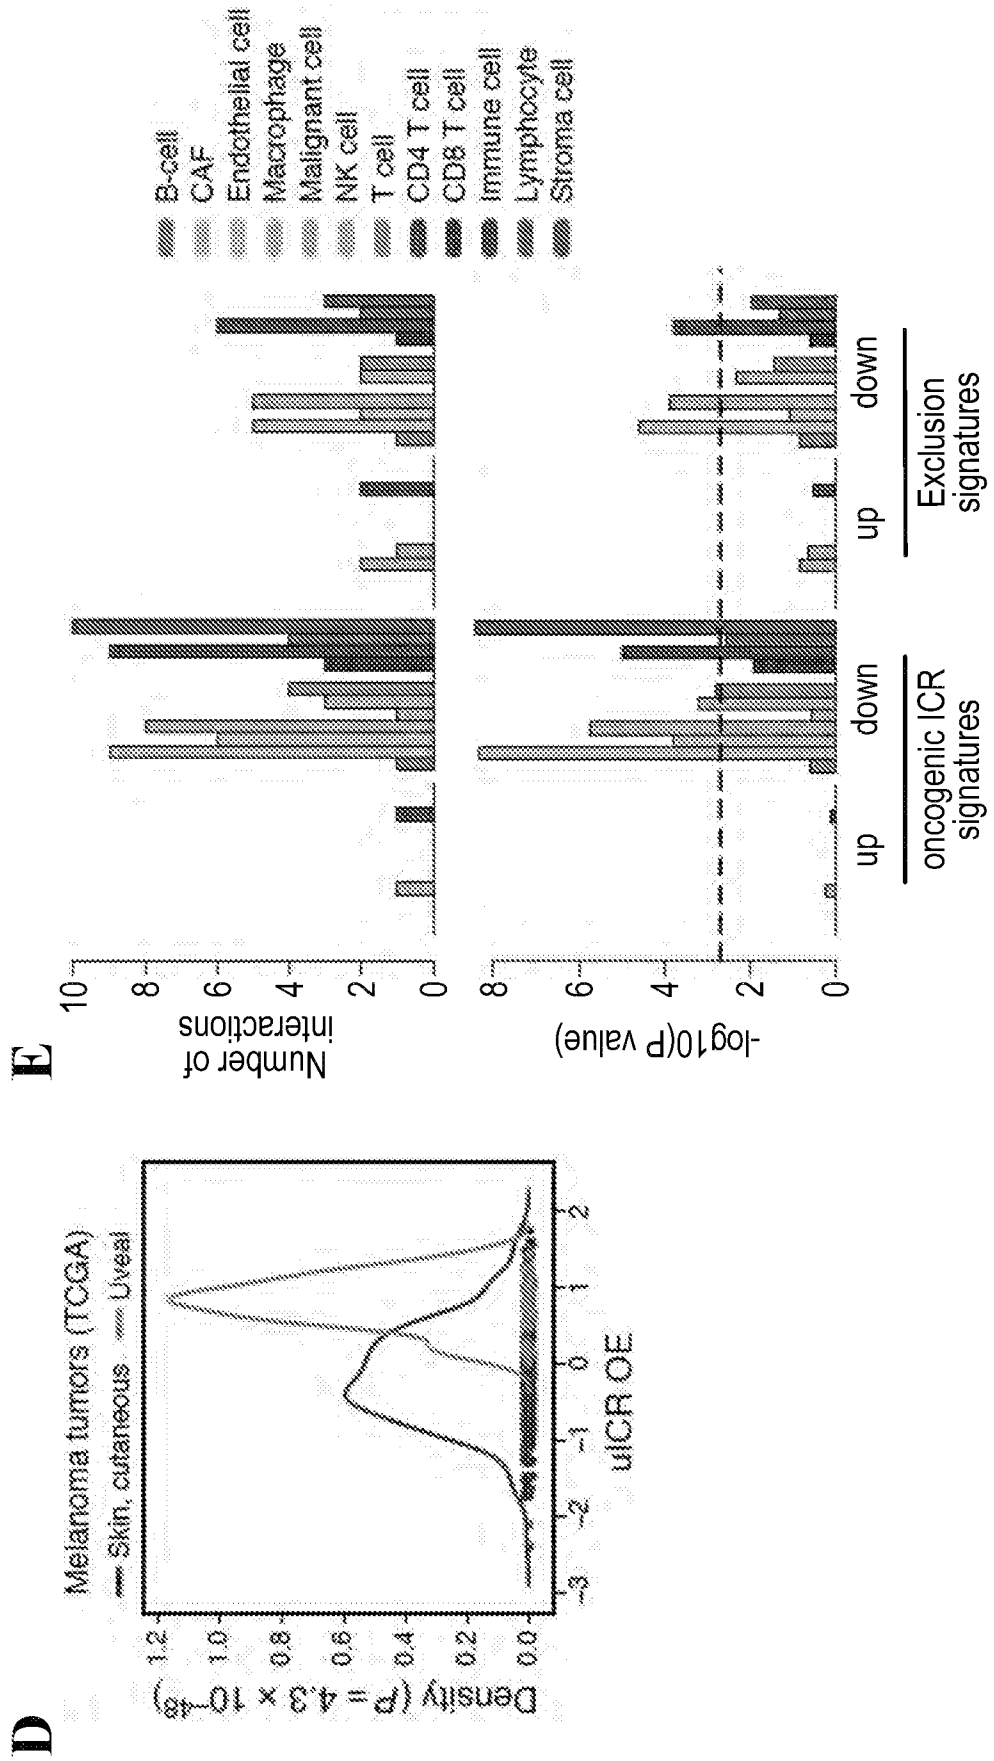 D
Melanoma tumors (TCGA)
Skin, cutaneous
Uveal
Density (P = 4.3 × 10−48)
1.2
1.0
0.8
0.6
0.4
0.2
0.0
-3
-2
-1
0
1
2
uICR OE
E
Number of
interactions
10
8
6
4
2
0
-log10(P value)
8
6
4
2
0
up
down
up
down
oncogenic ICR
signatures
Exclusion
signatures
B-cell
CAF
Endothelial cell
Macrophage
Malignant cell
NK cell
T cell
CD4 T cell
CD8 T cell
Immune cell
Lymphocyte
Stroma cell